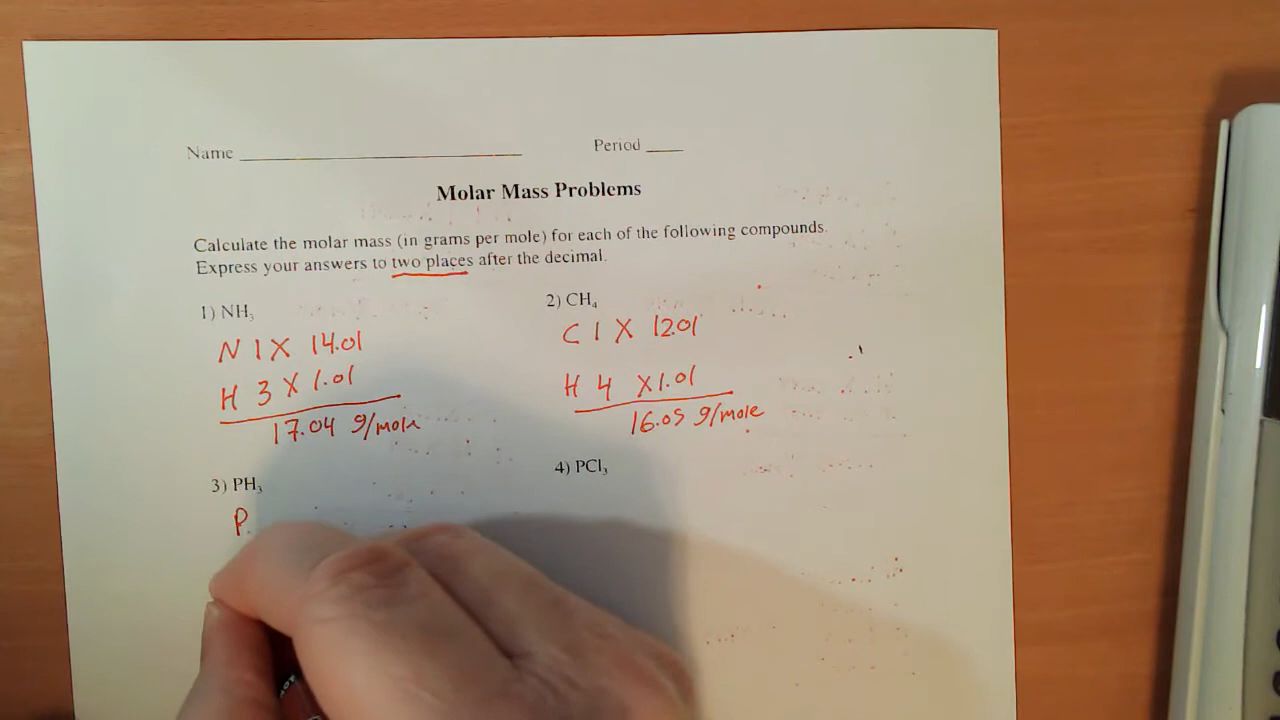 Name ____________ Period ____
Molar Mass Problems
Calculate the molar mass (in grams per mole) for each of the following compounds.
Express your answers to two places after the decimal.
1) NH₃
N 1 X 14.01
H 3 X 1.01
17.04 g/mole
2) CH₄
C 1 X 12.01
H 4 X 1.01
16.05 g/mole
3) PH₃
P
4) PCl₃